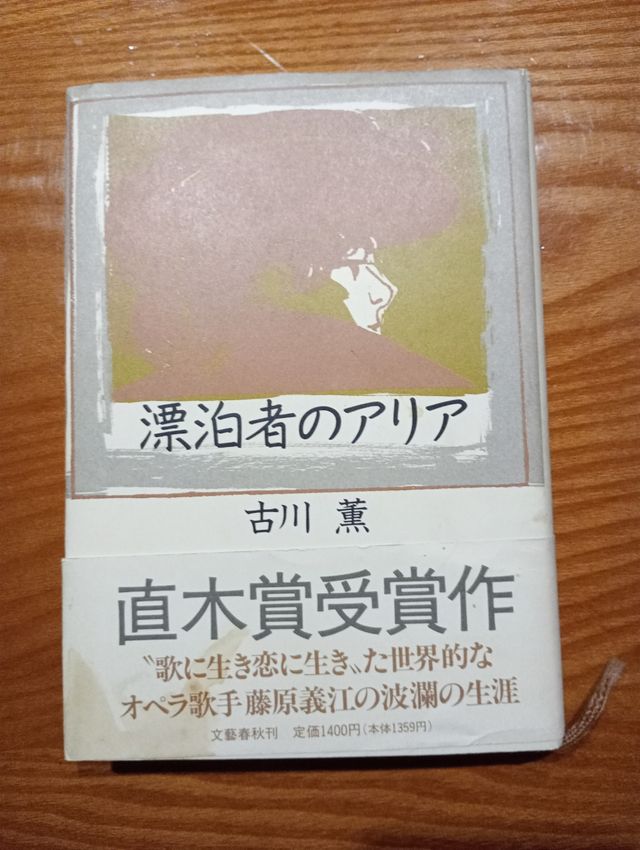 漂泊者のアリア
古川 薫
直木賞受賞作
〝歌に生き恋に生き〟た世界的な
オペラ歌手藤原義江の波瀾の生涯
文藝春秋刊 定価1400円(本体1359円)